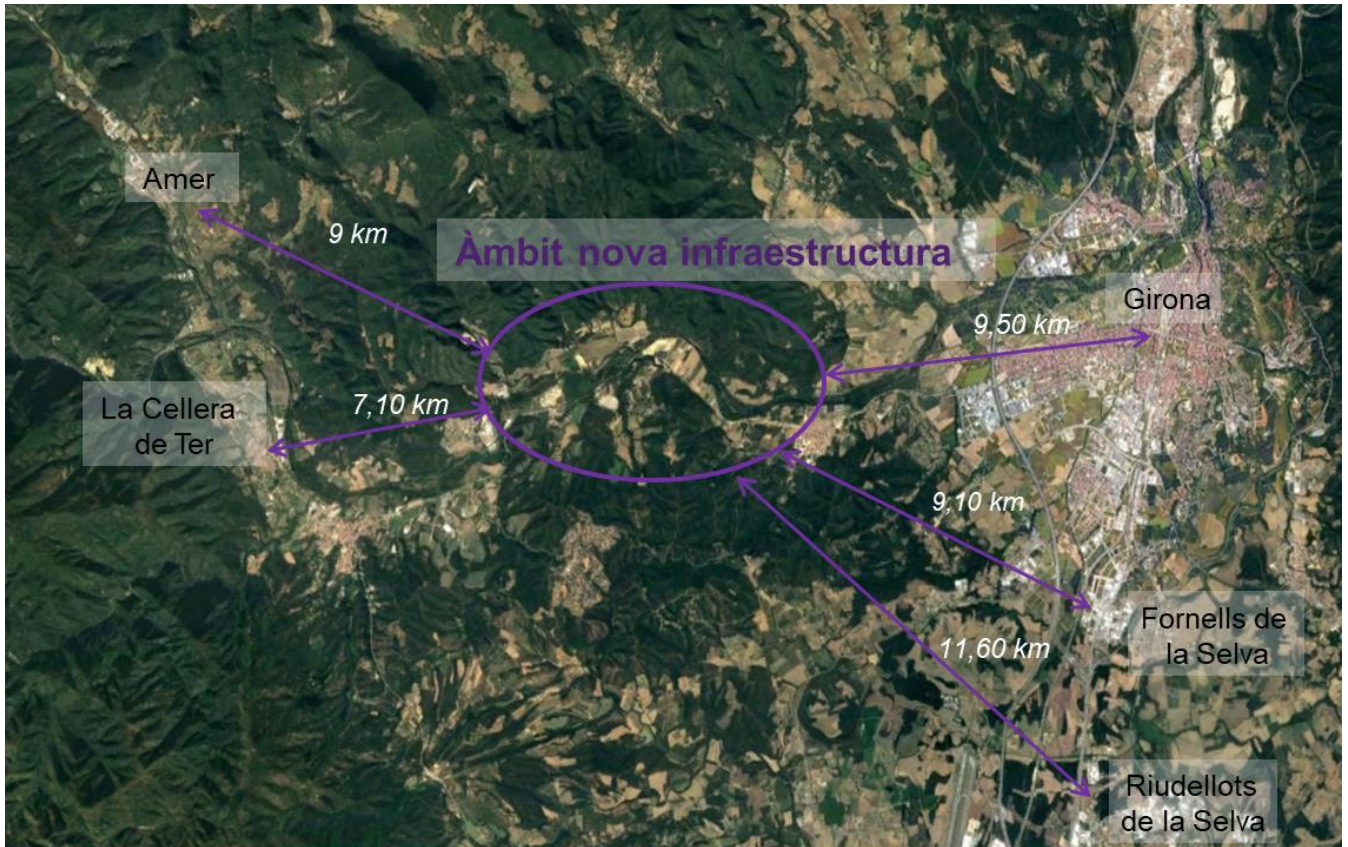 Amer
9 km
Àmbit nova infraestructura
Girona
9,50 km
La Cellera
de Ter
7,10 km
9,10 km
Fornells de
la Selva
11,60 km
Riudellots
de la Selva